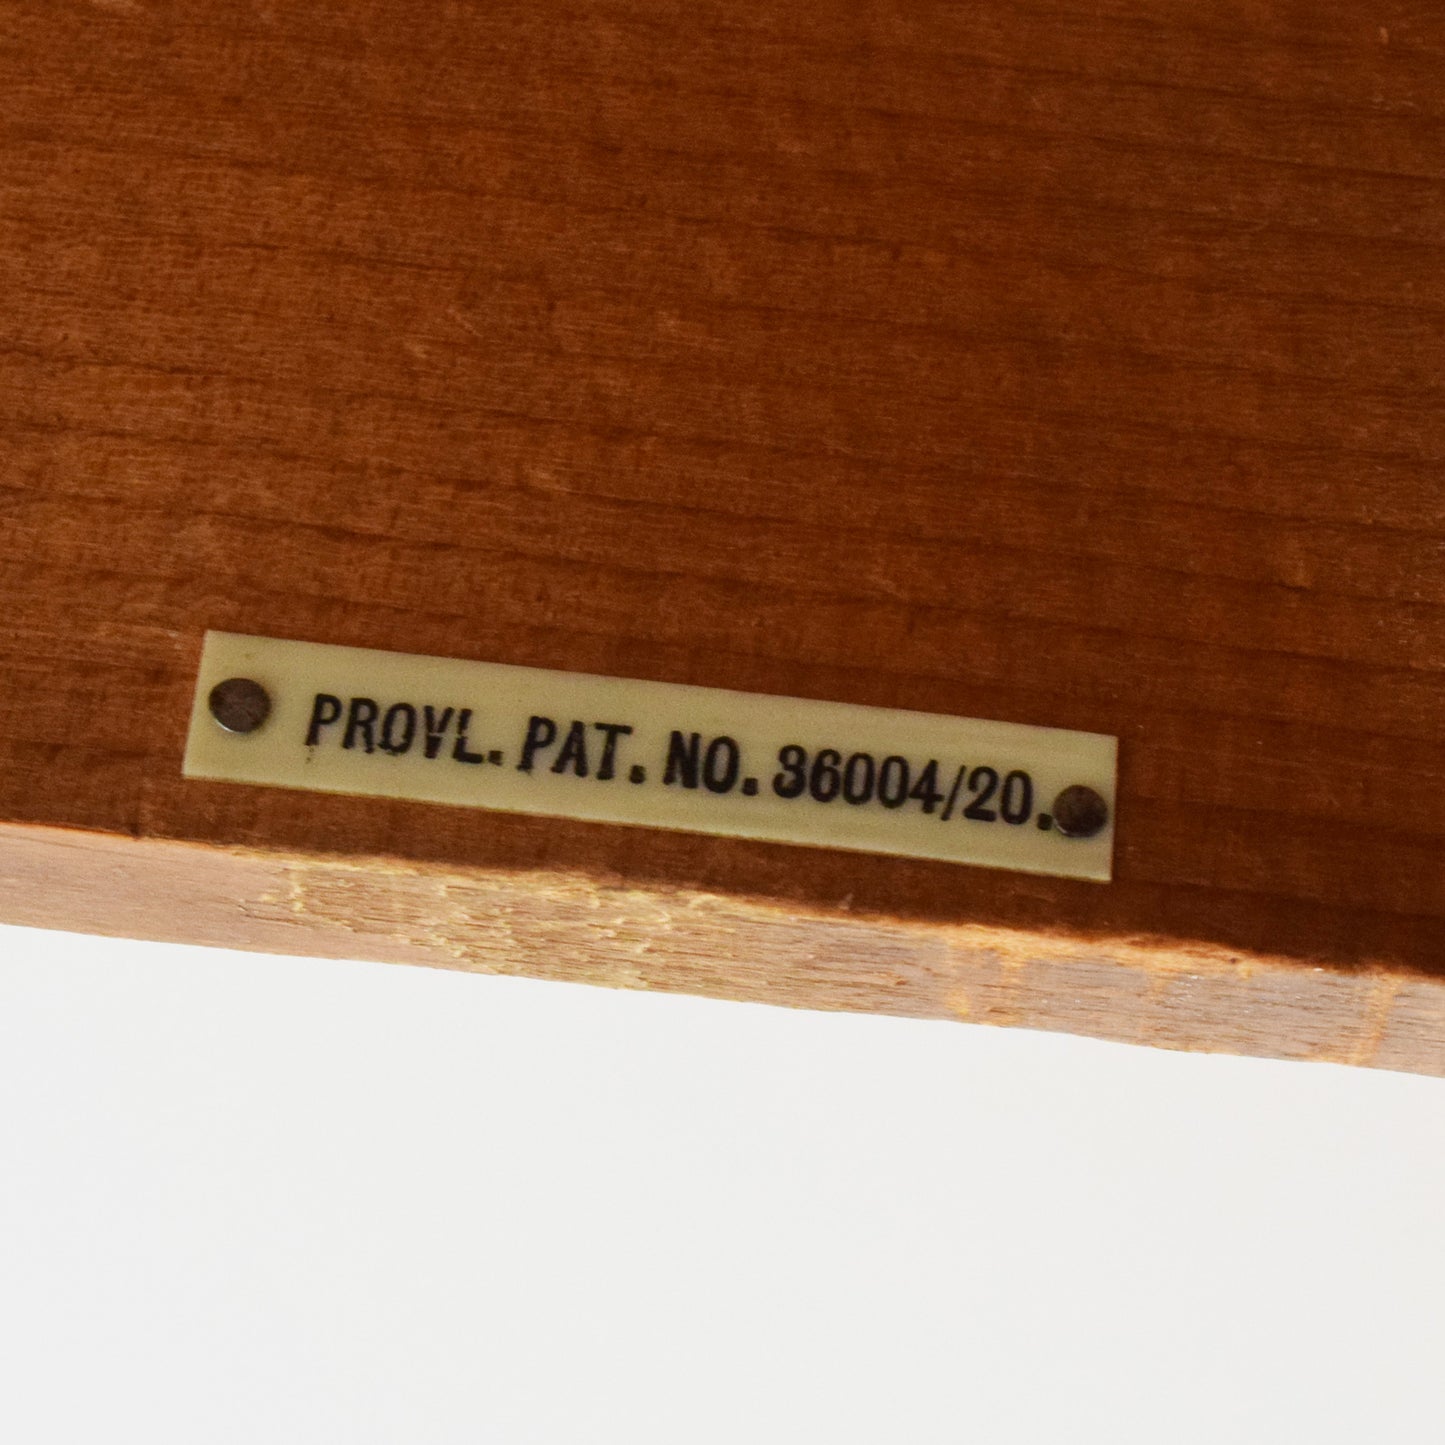 PROVL. PAT. NO. 36004/20.